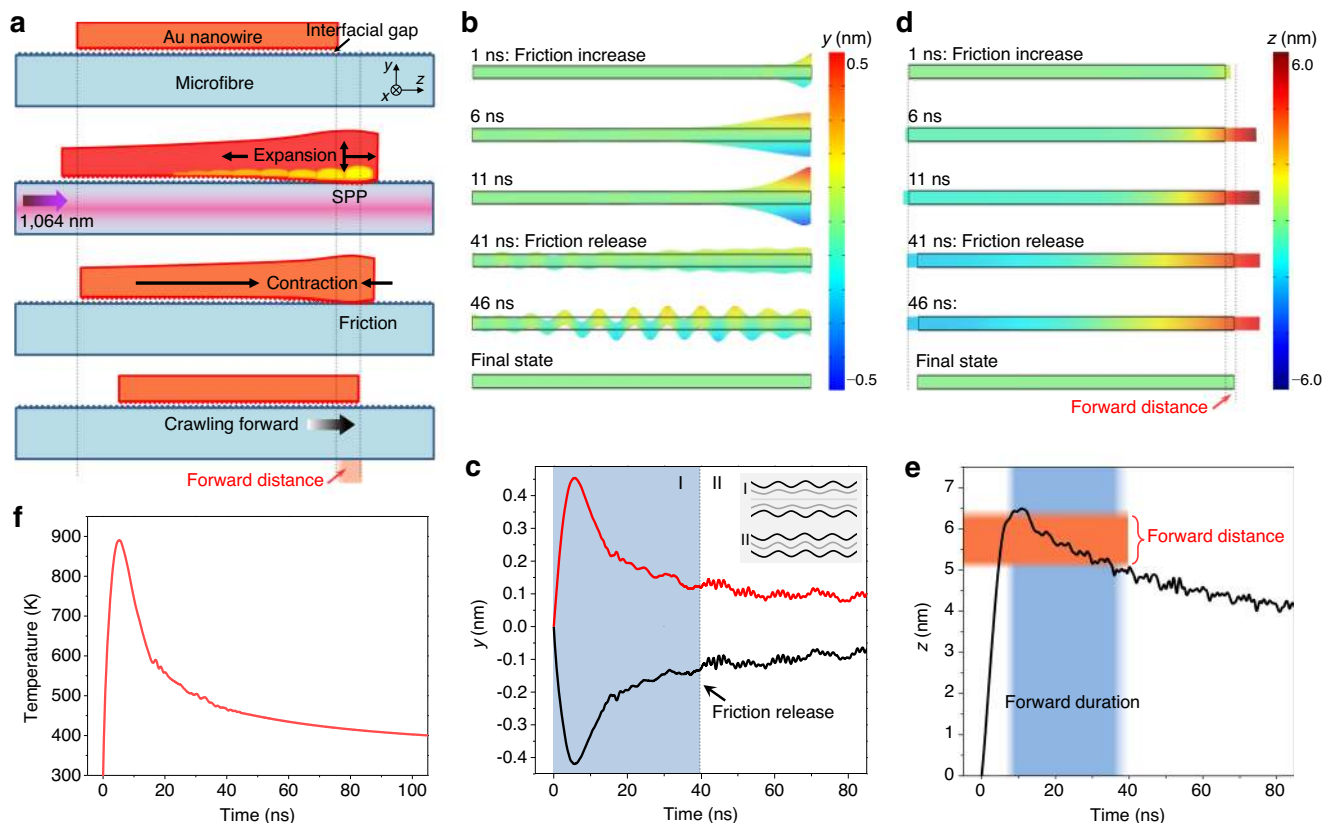 a
Au nanowire
Interfacial gap
Microfibre
y
z
x
Expansion
SPP
1,064 nm
Contraction
Friction
Crawling forward
Forward distance
b
y (nm)
0.5
1 ns: Friction increase
6 ns
11 ns
41 ns: Friction release
46 ns
Final state
–0.5
d
z (nm)
6.0
1 ns: Friction increase
6 ns
11 ns
41 ns: Friction release
46 ns:
Final state
–6.0
Forward distance
f
900
800
700
600
500
400
300
Temperature (K)
0 20 40 60 80 100
Time (ns)
c
I II
I
II
0.4
0.3
0.2
0.1
0.0
-0.1
-0.2
-0.3
-0.4
y (nm)
Friction release
0 20 40 60 80
Time (ns)
e
7
6
5
4
3
2
1
0
z (nm)
Forward distance
Forward duration
0 20 40 60 80
Time (ns)